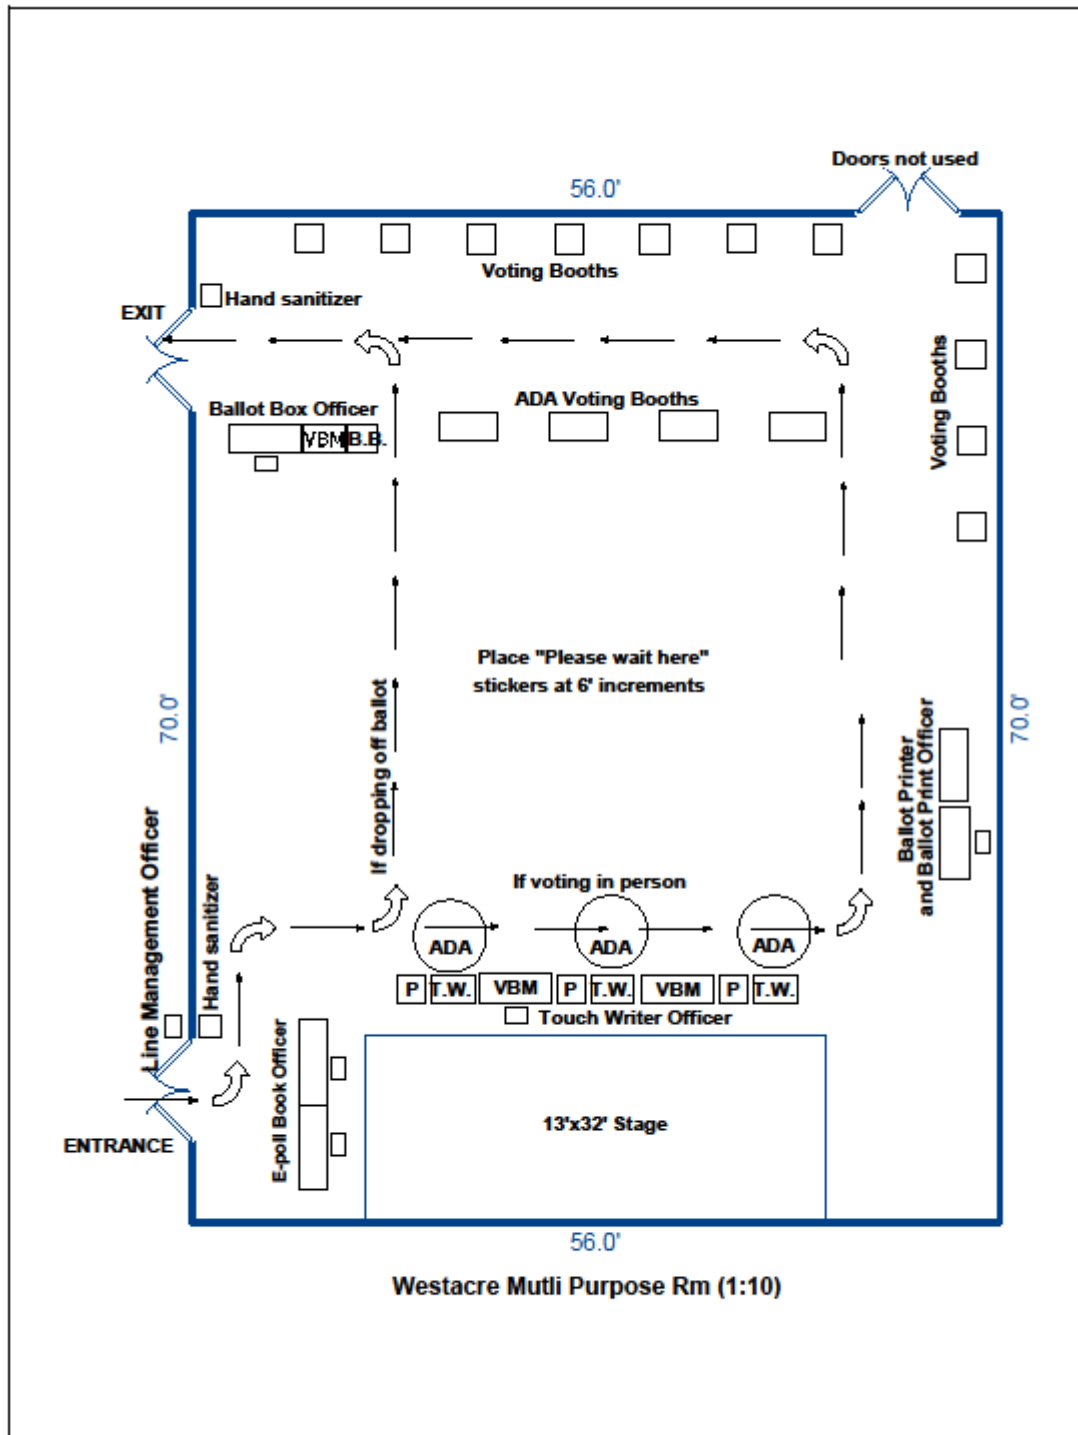 Doors not used
56.0'
Voting Booths
Hand sanitizer
EXIT
Voting Booths
ADA Voting Booths
Ballot Box Officer
VBM
B.B.
Place "Please wait here"
stickers at 6' increments
70.0'
70.0'
If dropping off ballot
Ballot Printer
and Ballot Print Officer
Line Management Officer
Hand sanitizer
If voting in person
ADA
ADA
ADA
P
T.W.
VBM
P
T.W.
VBM
P
T.W.
Touch Writer Officer
E-poll Book Officer
13'x32' Stage
ENTRANCE
56.0'
Westacre Mutli Purpose Rm (1:10)